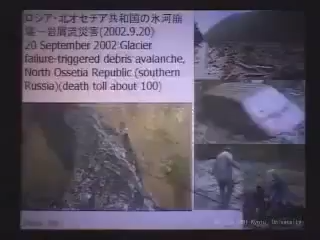 ロシア・北オセチア共和国の氷河崩
壊ー岩屑流災害(2002.9.20)
20 September 2002 Glacier
failure-triggered debris avalanche,
North Ossetia Republic (southern
Russia)(death toll about 100)